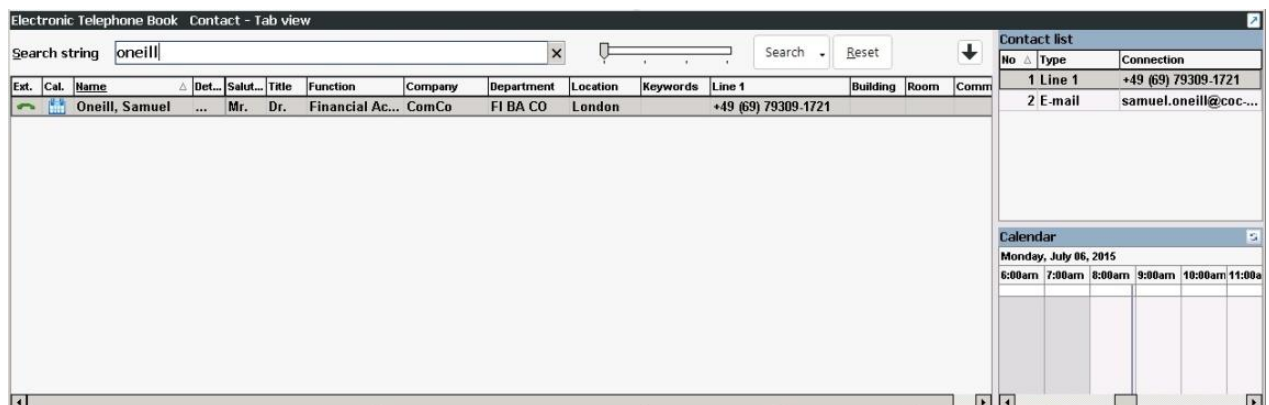 Electronic Telephone Book Contact - Tab view
Search string oneill Search Reset
Ext. Cal. Name Det... Salut... Title Function Company Department Location Keywords Line 1 Building Room Comm
Oneill, Samuel ... Mr. Dr. Financial Ac... ComCo FI BA CO London +49 (69) 79309-1721
Contact list
No Type Connection
1 Line 1 +49 (69) 79309-1721
2 E-mail samuel.oneill@coc-...
Calendar
Monday, July 06, 2015
6:00am 7:00am 8:00am 9:00am 10:00am 11:00a